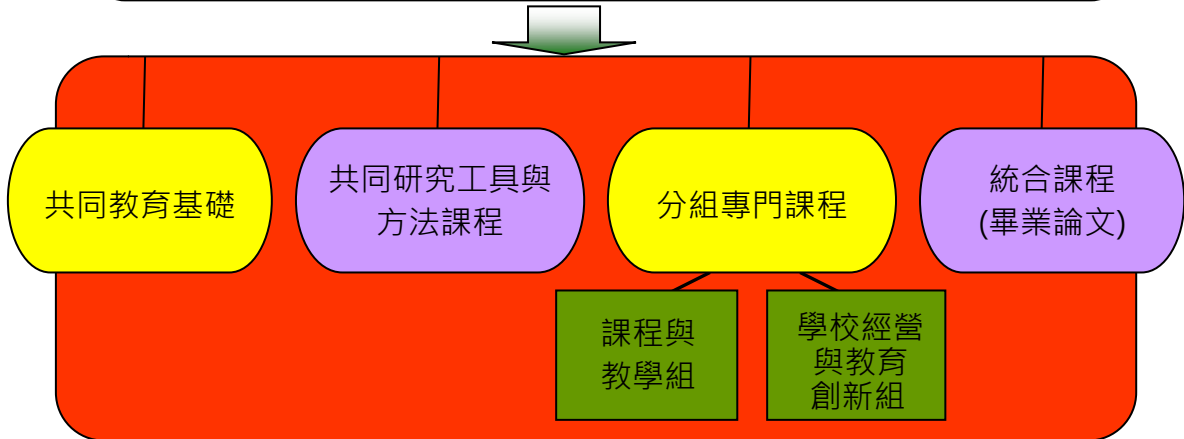 共同教育基礎
共同研究工具與
方法課程
分組專門課程
統合課程
(畢業論文)
課程與
教學組
學校經營
與教育
創新組